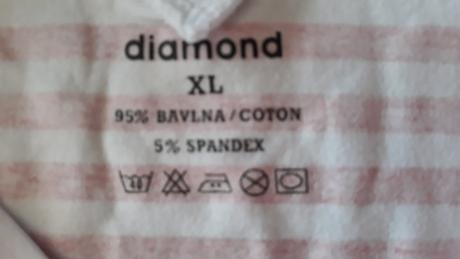 diamond
XL
95% BAVLNA / COTON
5% SPANDEX